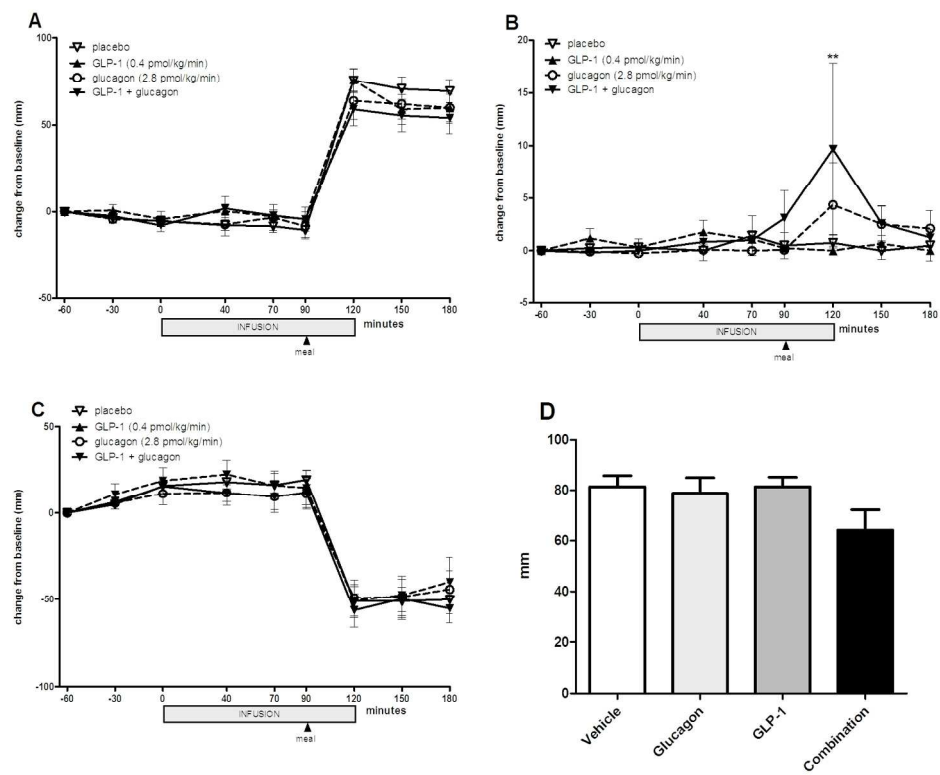 A
placebo
GLP-1 (0.4 pmol/kg/min)
glucagon (2.8 pmol/kg/min)
GLP-1 + glucagon
change from baseline (mm)
100
50
0
-50
-60
-30
0
40
70
90
120
150
180
minutes
INFUSION
meal
B
placebo
GLP-1 (0.4 pmol/kg/min)
glucagon (2.8 pmol/kg/min)
GLP-1 + glucagon
**
change from baseline (mm)
20
15
10
5
0
-5
-60
-30
0
40
70
90
120
150
180
minutes
INFUSION
meal
C
placebo
GLP-1 (0.4 pmol/kg/min)
glucagon (2.8 pmol/kg/min)
GLP-1 + glucagon
change from baseline (mm)
50
0
-50
-100
-60
-30
0
40
70
90
120
150
180
minutes
INFUSION
meal
D
mm
100
80
60
40
20
0
Vehicle
Glucagon
GLP-1
Combination